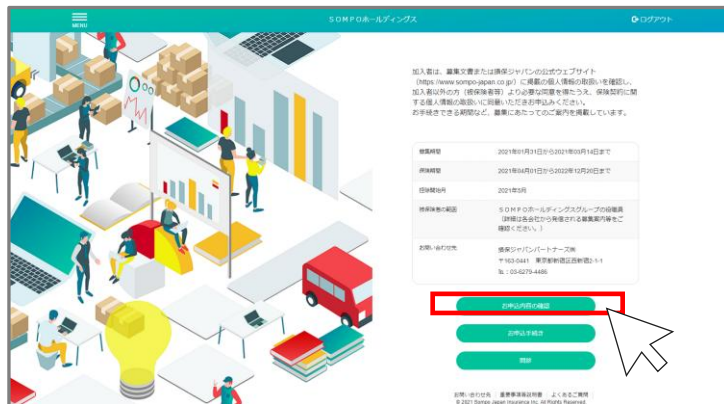 MENU
SOMPOホールディングス
ログアウト
加入者は、募集文書または損保ジャパンの公式ウェブサイト
（https://www.sompo-japan.co.jp/）に掲載の個人情報の取扱いを確認し、
加入者以外の方（被保険者等）より必要な同意を得たうえ、保険契約に関
する個人情報の取扱いに同意いただきお申込みください。
お手続きできる期間など、募集にあたってのご案内を掲載しています。
募集期間
2021年01月31日から2021年03月14日まで
保険期間
2021年04月01日から2022年12月20日まで
控除開始月
2021年5月
被保険者の範囲
SOMPOホールディングスグループの役職員
（詳細は各会社から発信される募集案内等をご
確認ください。）
お問い合わせ先
損保ジャパンパートナーズ㈱
〒163-0441 東京都新宿区西新宿2-1-1
℡：03-6279-4486
お申込内容の確認
お申込手続き
問診
お問い合わせ先 重要事項等説明書 よくあるご質問
© 2021 Sompo Japan Insurance Inc. All Rights Reserved.